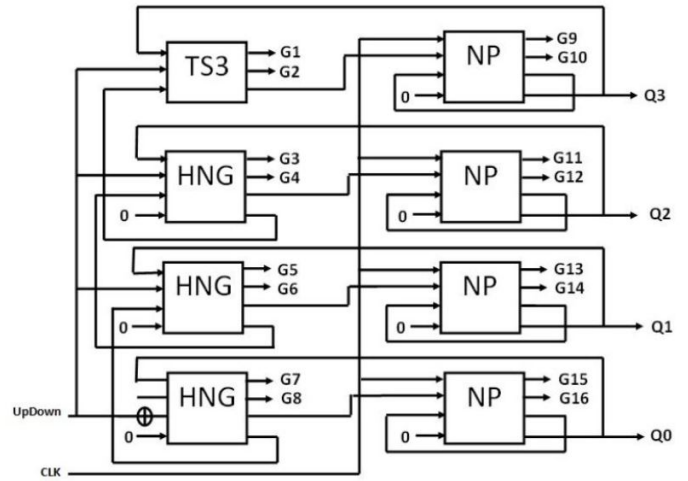 TS3 G1 NP G9
G2 G10
0 Q3
HNG G3 NP G11
G4 G12
0 0 Q2
HNG G5 NP G13
G6 G14
0 0 Q1
HNG G7 NP G15
G8 G16
UpDown
0 0 Q0
CLK